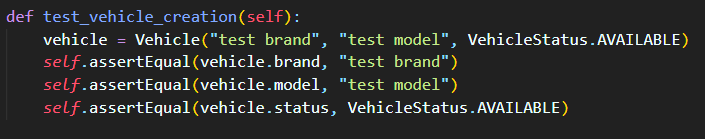 def test_vehicle_creation(self):
    vehicle = Vehicle("test brand", "test model", VehicleStatus.AVAILABLE)
    self.assertEqual(vehicle.brand, "test brand")
    self.assertEqual(vehicle.model, "test model")
    self.assertEqual(vehicle.status, VehicleStatus.AVAILABLE)